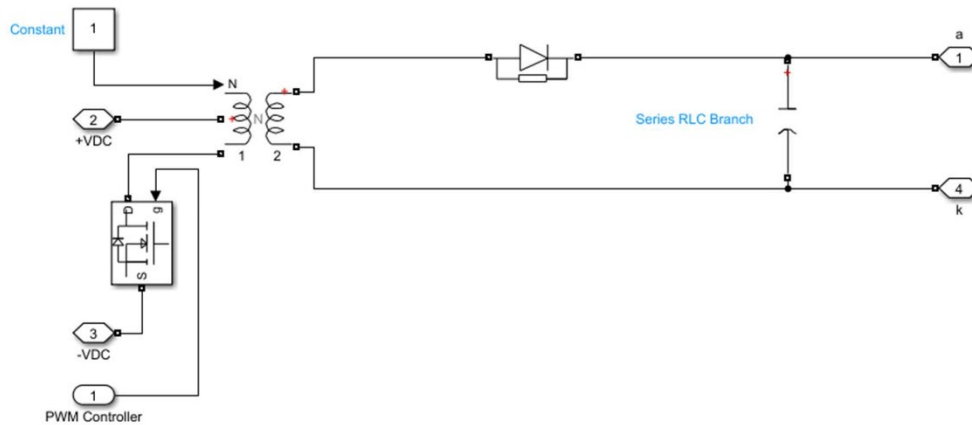 Constant
1
N
2
+VDC
N
1
2
D
g
S
3
-VDC
1
PWM Controller
Series RLC Branch
a
1
4
k